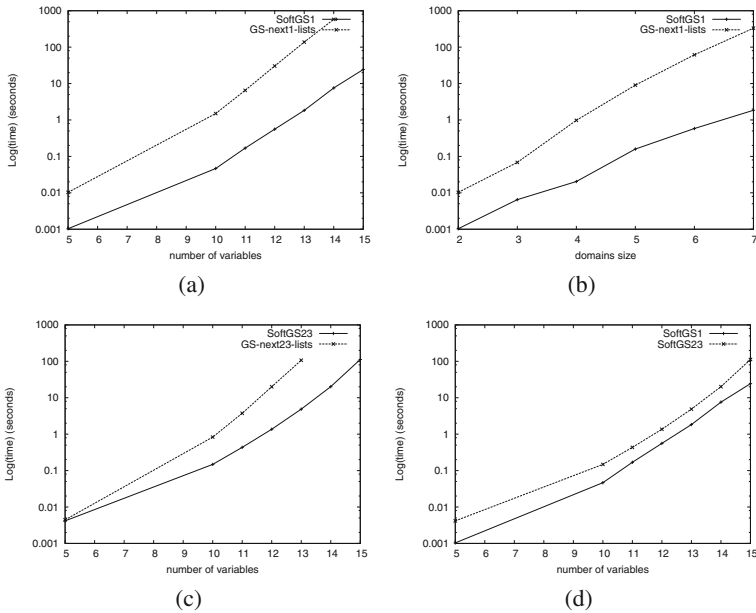 SoftGS1
GS-next1-lists
1000
100
10
1
0.1
0.01
0.001
Log(time) (seconds)
5 6 7 8 9 10 11 12 13 14 15
number of variables
(a)
SoftGS1
GS-next1-lists
1000
100
10
1
0.1
0.01
0.001
Log(time) (seconds)
2 3 4 5 6 7
domains size
(b)
SoftGS23
GS-next23-lists
1000
100
10
1
0.1
0.01
0.001
Log(time) (seconds)
5 6 7 8 9 10 11 12 13 14 15
number of variables
(c)
SoftGS1
SoftGS23
1000
100
10
1
0.1
0.01
0.001
Log(time) (seconds)
5 6 7 8 9 10 11 12 13 14 15
number of variables
(d)